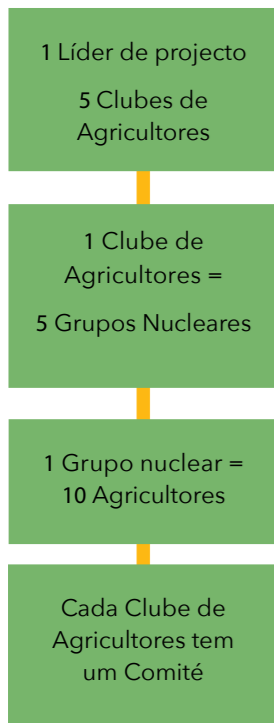 1 Líder de projecto
5 Clubes de
Agricultores
1 Clube de
Agricultores =
5 Grupos Nucleares
1 Grupo nuclear =
10 Agricultores
Cada Clube de
Agricultores tem
um Comité